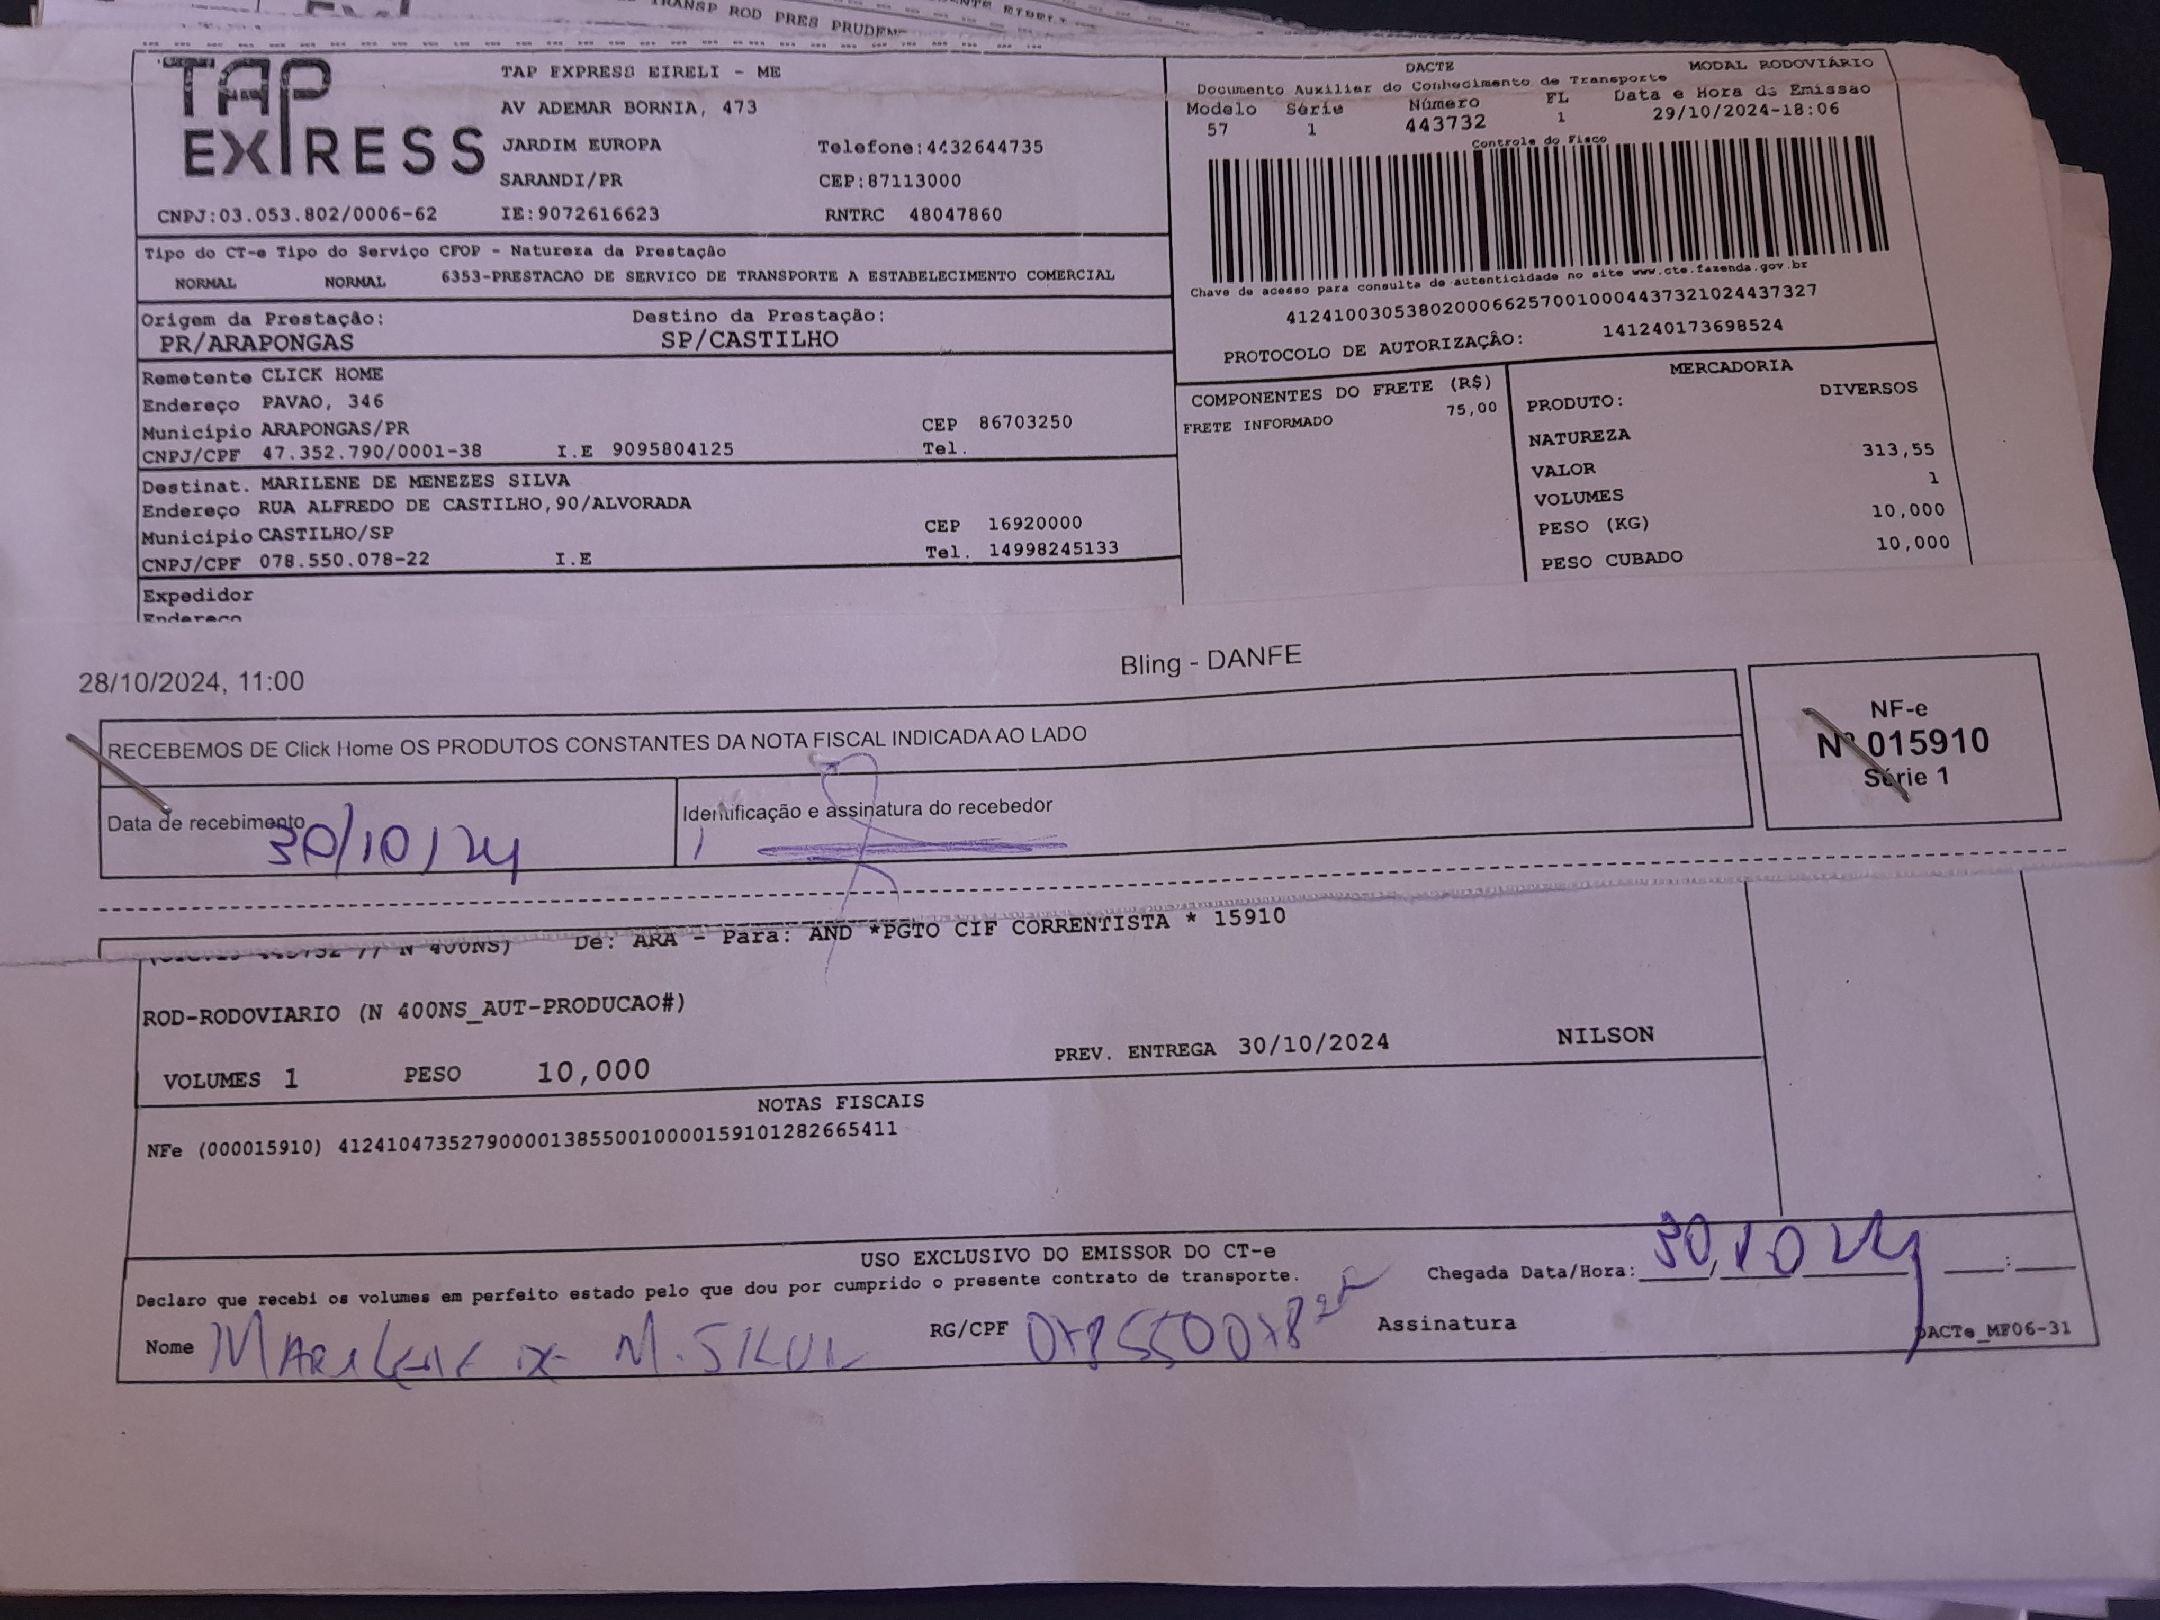 TRANSP ROD PRES PRUDEN
TAP EXPRESS
TAP EXPRESS EIRELI - ME
AV ADEMAR BORNIA, 473
JARDIM EUROPA Telefone:4432644735
SARANDI/PR CEP:87113000
CNPJ:03.053.802/0006-62 IE:9072616623 RNTRC 48047860
DACTE MODAL RODOVIÁRIO
Documento Auxiliar do Conhecimento de Transporte
Modelo Série Número FL Data e Hora da Emissão
57 1 443732 1 29/10/2024-18:06
Controle do Fisco
Chave de acesso para consulta de autenticidade no site www.cte.fazenda.gov.br
41241003053802000662570010004437321024437327
PROTOCOLO DE AUTORIZAÇÃO: 141240173698524
Tipo do CT-e Tipo do Serviço CFOP - Natureza da Prestação
NORMAL NORMAL 6353-PRESTACAO DE SERVICO DE TRANSPORTE A ESTABELECIMENTO COMERCIAL
Origem da Prestação: Destino da Prestação:
PR/ARAPONGAS SP/CASTILHO
Remetente CLICK HOME
Endereço PAVAO, 346
Município ARAPONGAS/PR CEP 86703250
CNPJ/CPF 47.352.790/0001-38 I.E 9095804125 Tel.
Destinat. MARILENE DE MENEZES SILVA
Endereço RUA ALFREDO DE CASTILHO,90/ALVORADA
Município CASTILHO/SP CEP 16920000
CNPJ/CPF 078.550.078-22 I.E Tel. 14998245133
Expedidor
Endereço
COMPONENTES DO FRETE (R$)
FRETE INFORMADO 75,00
MERCADORIA
PRODUTO: DIVERSOS
NATUREZA
VALOR 313,55
VOLUMES 1
PESO (KG) 10,000
PESO CUBADO 10,000
28/10/2024, 11:00 Bling - DANFE
RECEBEMOS DE Click Home OS PRODUTOS CONSTANTES DA NOTA FISCAL INDICADA AO LADO
NF-e
Nº 015910
Série 1
Data de recebimento Identificação e assinatura do recebedor
30/10/24
De: ARA - Para: AND *PGTO CIF CORRENTISTA * 15910
ROD-RODOVIARIO (N 400NS_AUT-PRODUCAO#)
VOLUMES 1 PESO 10,000 PREV. ENTREGA 30/10/2024 NILSON
NOTAS FISCAIS
NFe (000015910) 41241047352790000138550010000159101282665411
USO EXCLUSIVO DO EMISSOR DO CT-e
Declaro que recebi os volumes em perfeito estado pelo que dou por cumprido o presente contrato de transporte.
Chegada Data/Hora: 30 10 24 :
Nome MARILENE DE M. SILVA RG/CPF 07855007822 Assinatura
DACTe_MF06-31